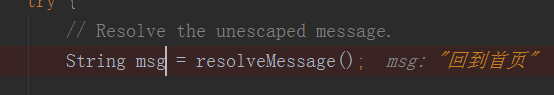 try {
// Resolve the unescaped message.
String msg = resolveMessage(); msg: "回到首页"